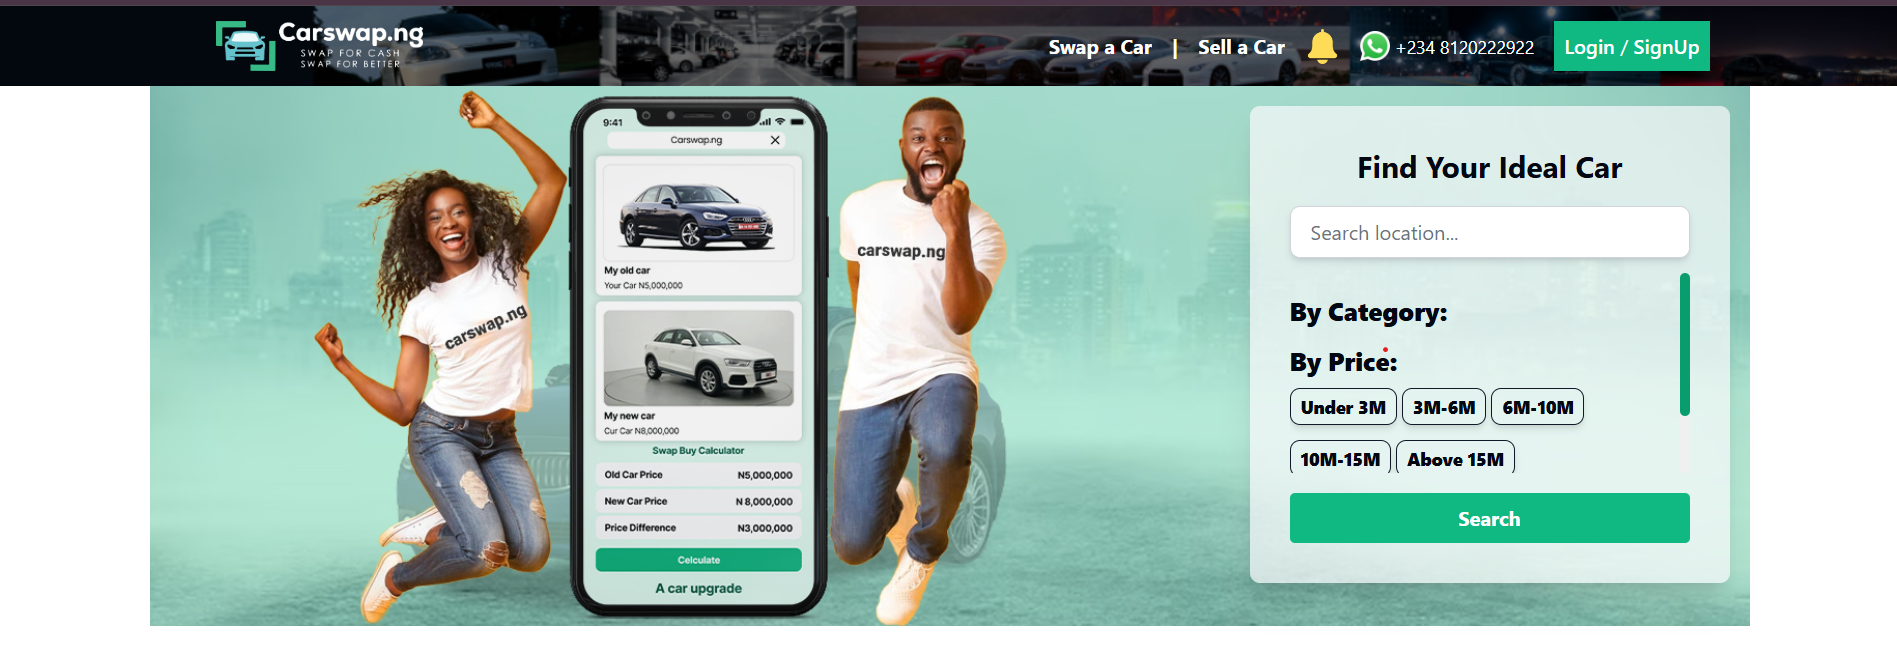 Carswap.ng
SWAP FOR CASH
SWAP FOR BETTER
Swap a Car | Sell a Car
+234 8120222922
Login / SignUp
9:41
Carswap.ng
My old car
Your Car N5,000,000
My new car
Cur Car N8,000,000
Swap Buy Calculator
Old Car Price N5,000,000
New Car Price N 8,000,000
Price Difference N3,000,000
Celculate
A car upgrade
carswap.ng
carswap.ng
Find Your Ideal Car
Search location...
By Category:
By Price:
Under 3M 3M-6M 6M-10M
10M-15M Above 15M
Search